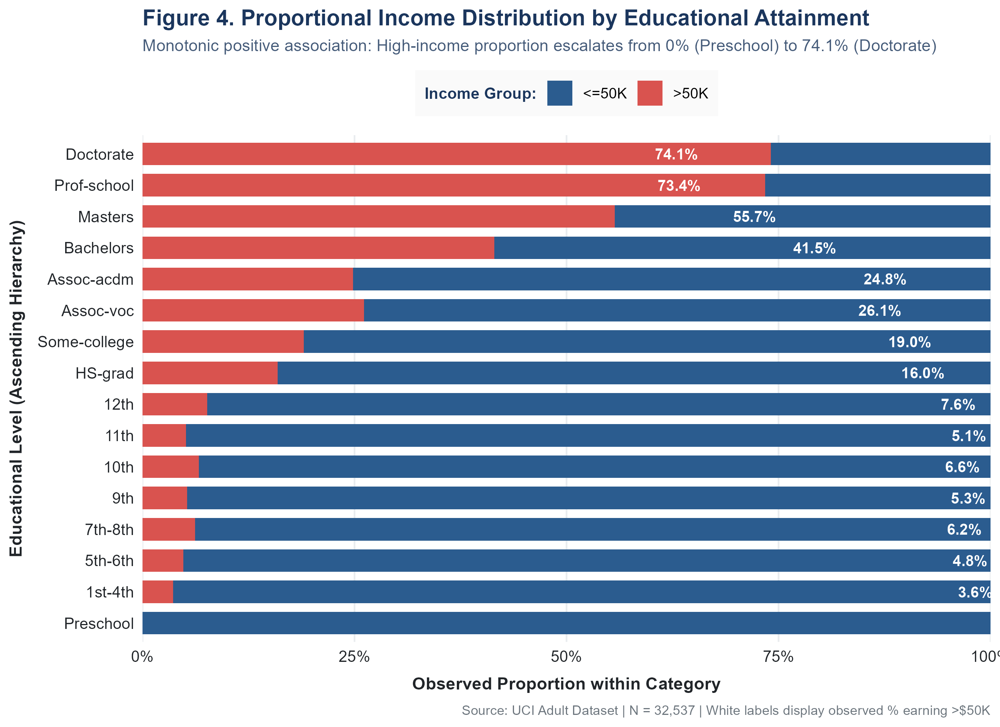 Figure 4. Proportional Income Distribution by Educational Attainment
Monotonic positive association: High-income proportion escalates from 0% (Preschool) to 74.1% (Doctorate)
Income Group: <=50K >50K
Educational Level (Ascending Hierarchy)
Doctorate 74.1%
Prof-school 73.4%
Masters 55.7%
Bachelors 41.5%
Assoc-acdm 24.8%
Assoc-voc 26.1%
Some-college 19.0%
HS-grad 16.0%
12th 7.6%
11th 5.1%
10th 6.6%
9th 5.3%
7th-8th 6.2%
5th-6th 4.8%
1st-4th 3.6%
Preschool
0% 25% 50% 75% 100%
Observed Proportion within Category
Source: UCI Adult Dataset | N = 32,537 | White labels display observed % earning >$50K